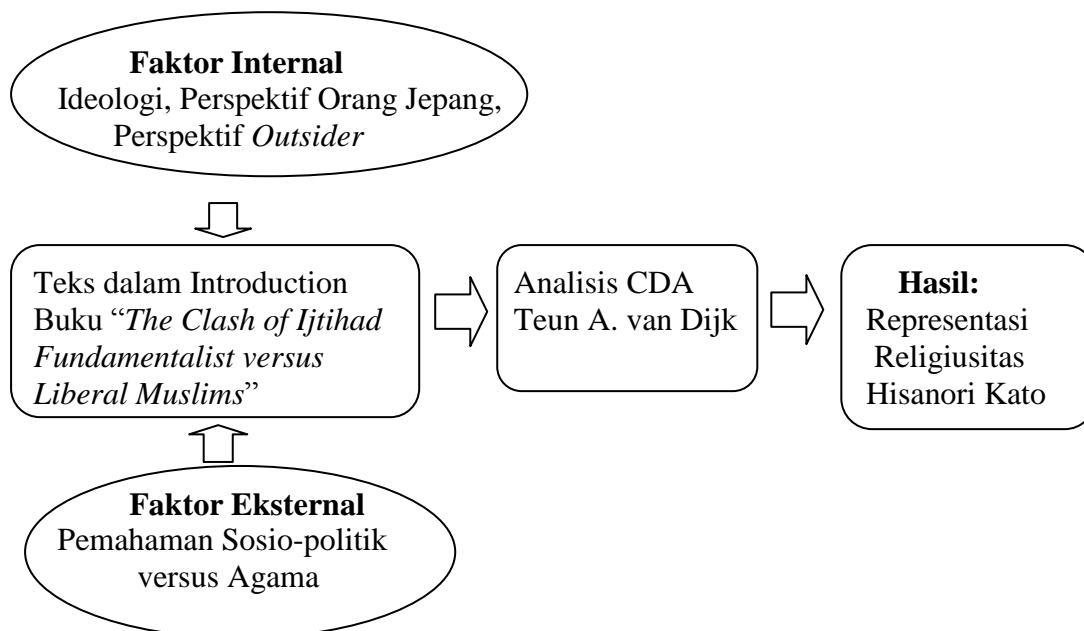 Faktor Internal
Ideologi, Perspektif Orang Jepang,
Perspektif Outsider
Teks dalam Introduction
Buku “The Clash of Ijtihad
Fundamentalist versus
Liberal Muslims”
Analisis CDA
Teun A. van Dijk
Hasil:
Representasi
Religiusitas
Hisanori Kato
Faktor Eksternal
Pemahaman Sosio-politik
versus Agama